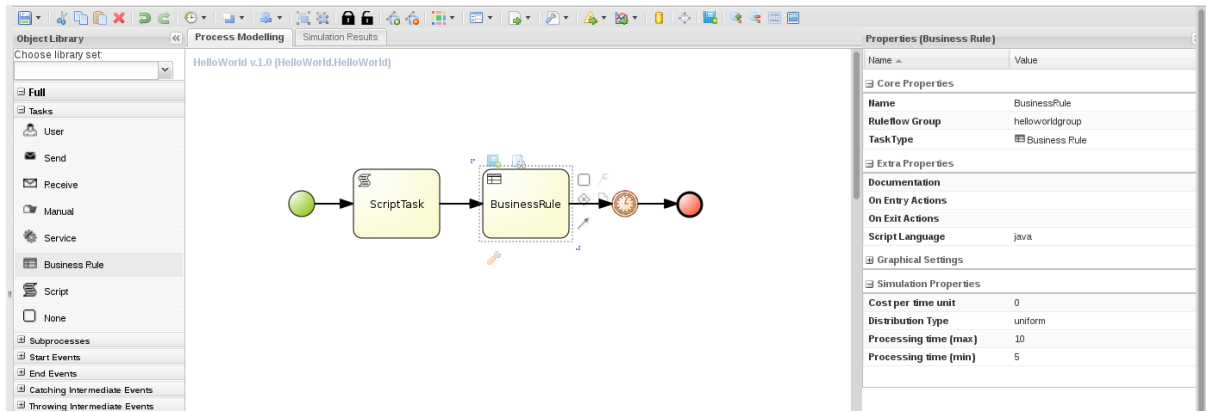 Object Library
Process Modelling
Simulation Results
Properties (Business Rule)
Choose library set:
HelloWorld v.1.0 (HelloWorld.HelloWorld)
Full
Tasks
User
Send
Receive
Manual
Service
Business Rule
Script
None
Subprocesses
Start Events
End Events
Catching Intermediate Events
Throwing Intermediate Events
ScriptTask
BusinessRule
Name Value
Core Properties
Name BusinessRule
Ruleflow Group helloworldgroup
TaskType Business Rule
Extra Properties
Documentation
On Entry Actions
On Exit Actions
Script Language java
Graphical Settings
Simulation Properties
Cost per time unit 0
Distribution Type uniform
Processing time (max) 10
Processing time (min) 5